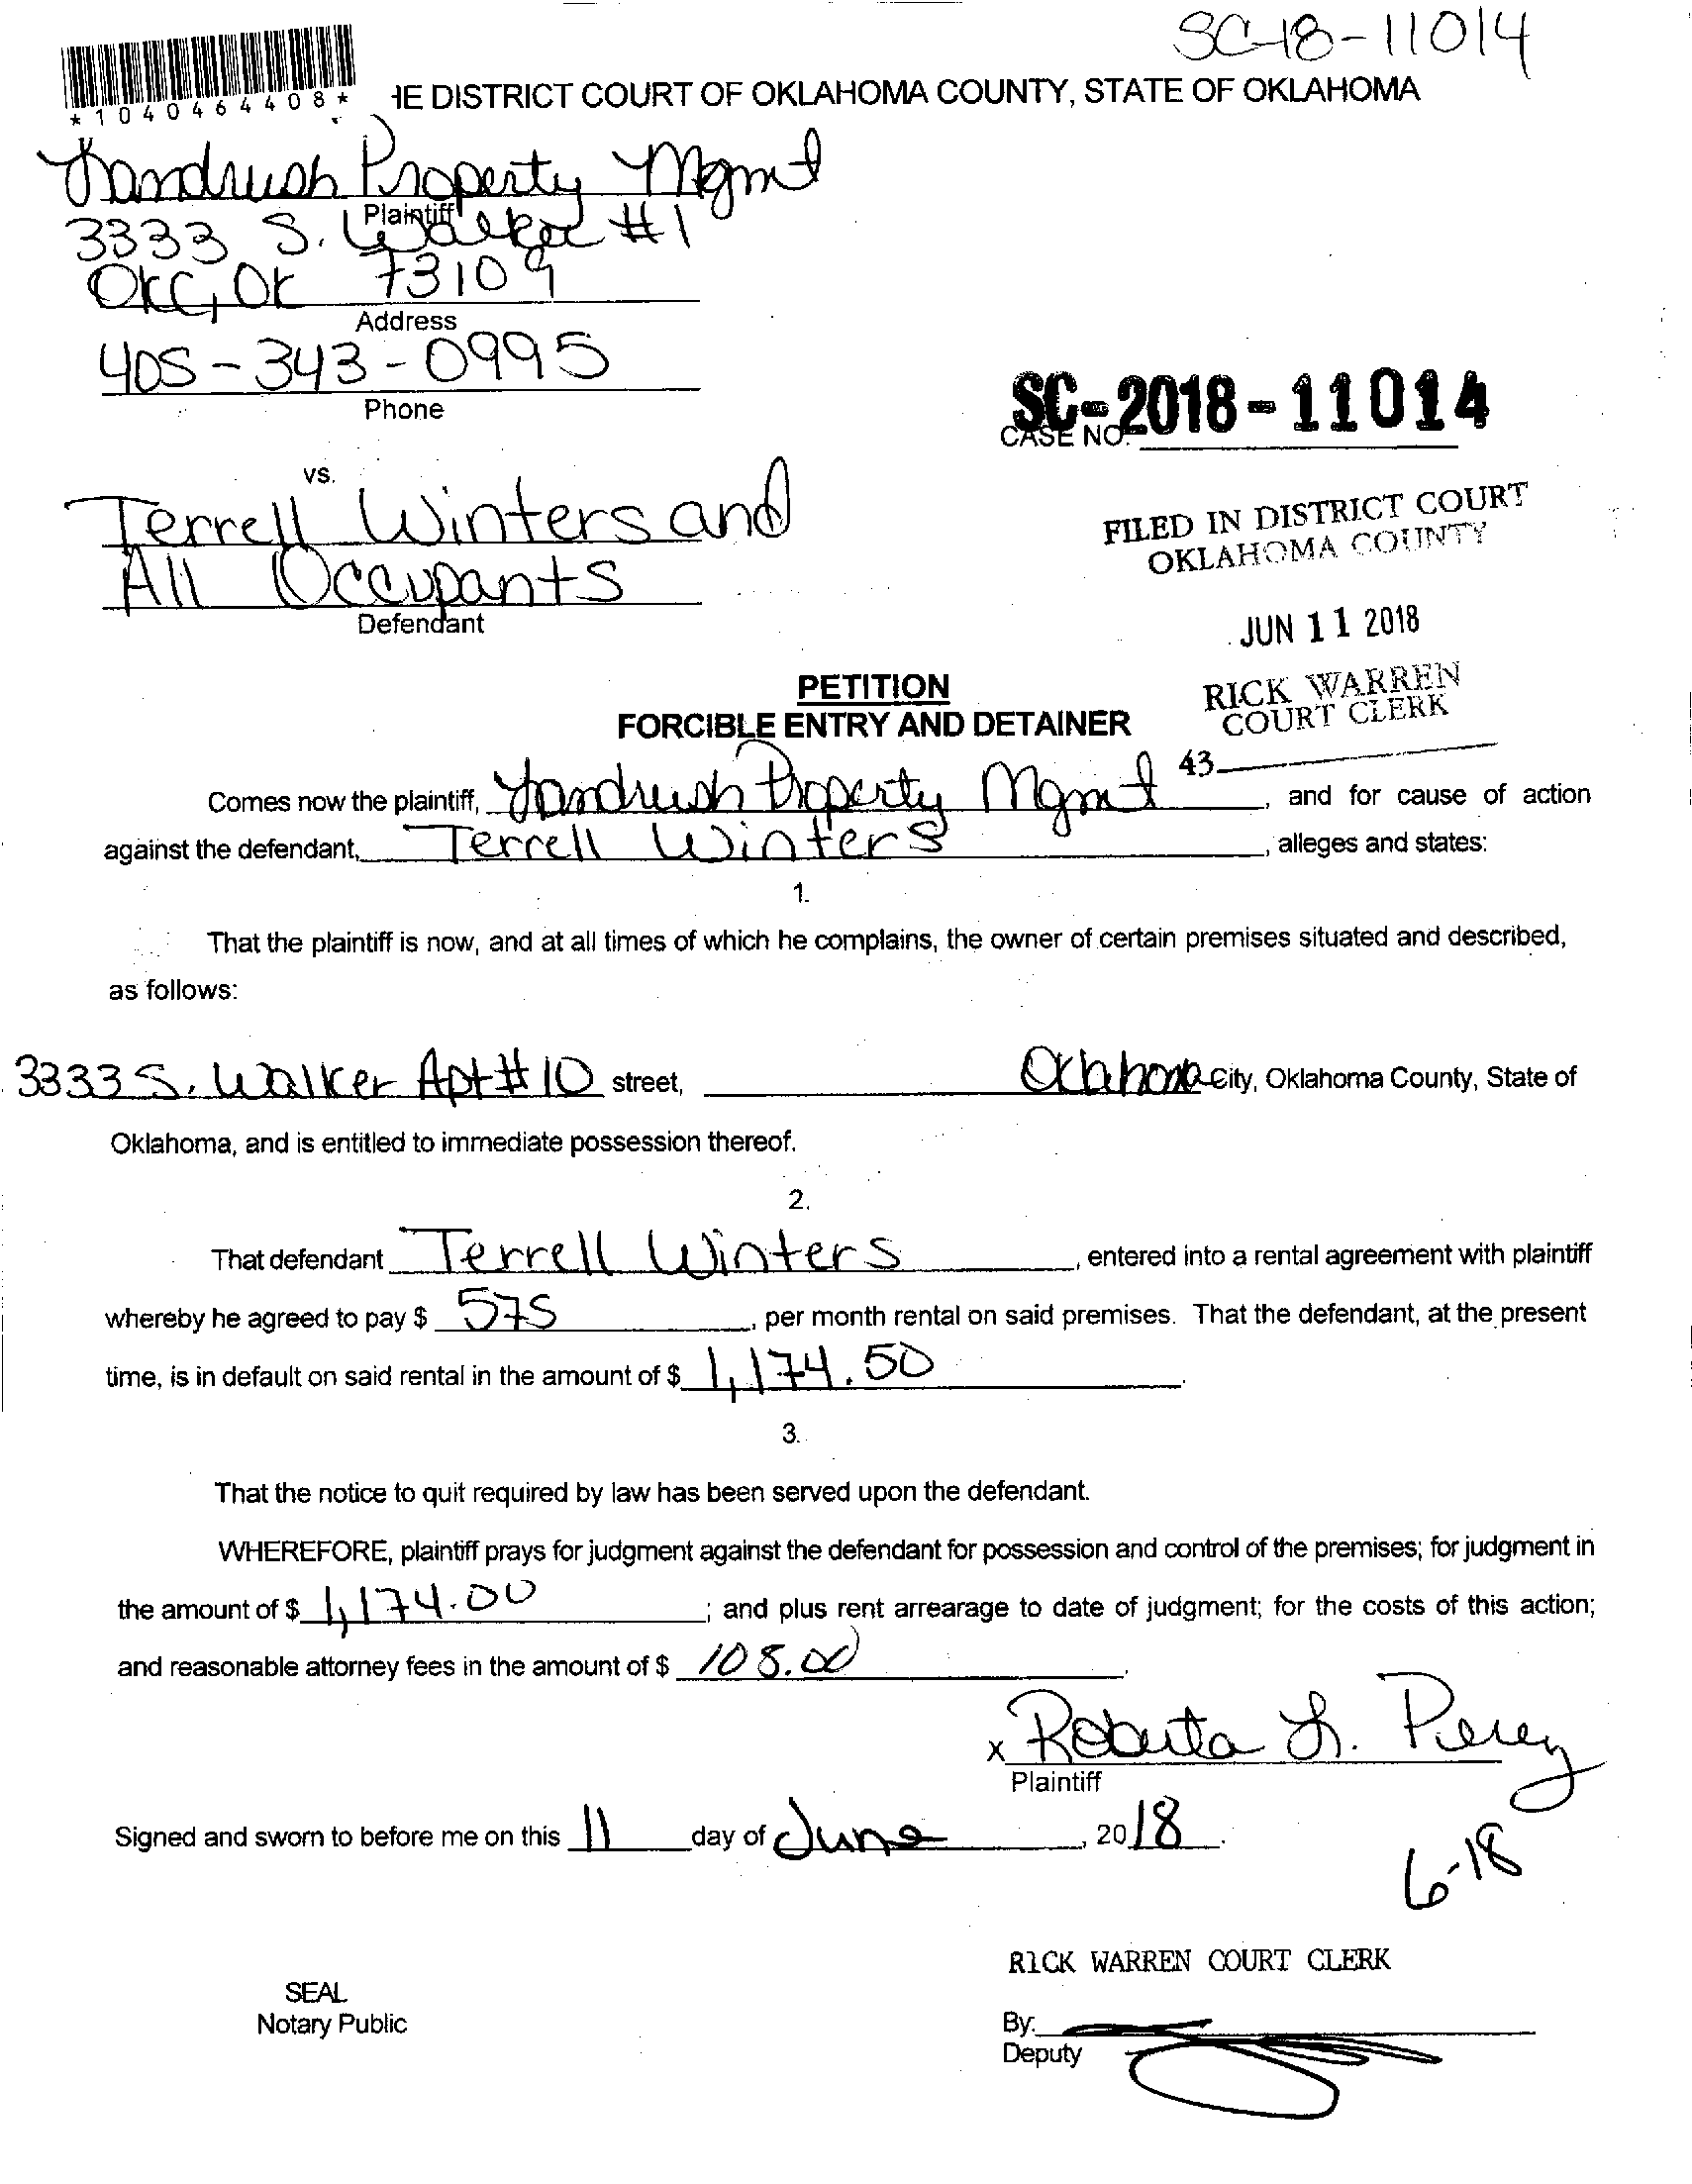 SC-18-11014
*1040464408*
HE DISTRICT COURT OF OKLAHOMA COUNTY, STATE OF OKLAHOMA
Landrush Property Mgmt
Plaintiff
3333 S. Walker #1
OKC, OK 73109
Address
405-343-0995
Phone
SC-2018-11014
CASE NO.
vs.
Terrell Winters and
All Occupants
Defendant
FILED IN DISTRICT COURT
OKLAHOMA COUNTY
JUN 11 2018
RICK WARREN
COURT CLERK
43
PETITION
FORCIBLE ENTRY AND DETAINER
Comes now the plaintiff, Landrush Property Mgmt, and for cause of action
against the defendant, Terrell Winters, alleges and states:
1.
That the plaintiff is now, and at all times of which he complains, the owner of certain premises situated and described,
as follows:
3333 S. Walker Apt #10 street, Oklahoma City, Oklahoma County, State of
Oklahoma, and is entitled to immediate possession thereof.
2.
That defendant Terrell Winters, entered into a rental agreement with plaintiff
whereby he agreed to pay $ 575, per month rental on said premises. That the defendant, at the present
time, is in default on said rental in the amount of $ 1,174.50.
3.
That the notice to quit required by law has been served upon the defendant.
WHEREFORE, plaintiff prays for judgment against the defendant for possession and control of the premises; for judgment in
the amount of $ 1,174.00; and plus rent arrearage to date of judgment; for the costs of this action;
and reasonable attorney fees in the amount of $ 108.00.
x Roberta L. Perez
Plaintiff
Signed and sworn to before me on this 11 day of June, 2018.
6-18
RICK WARREN COURT CLERK
SEAL
Notary Public
By:
Deputy